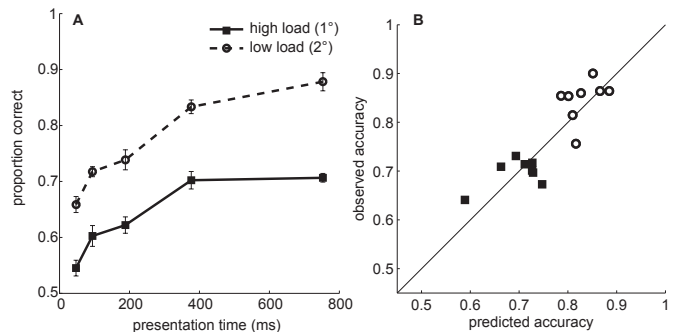 A
high load (1°)
low load (2°)
0.9
0.8
0.7
0.6
0.5
proportion correct
0 200 400 600 800
presentation time (ms)
B
1
0.9
0.8
0.7
0.6
0.5
observed accuracy
0.5 0.6 0.7 0.8 0.9 1
predicted accuracy